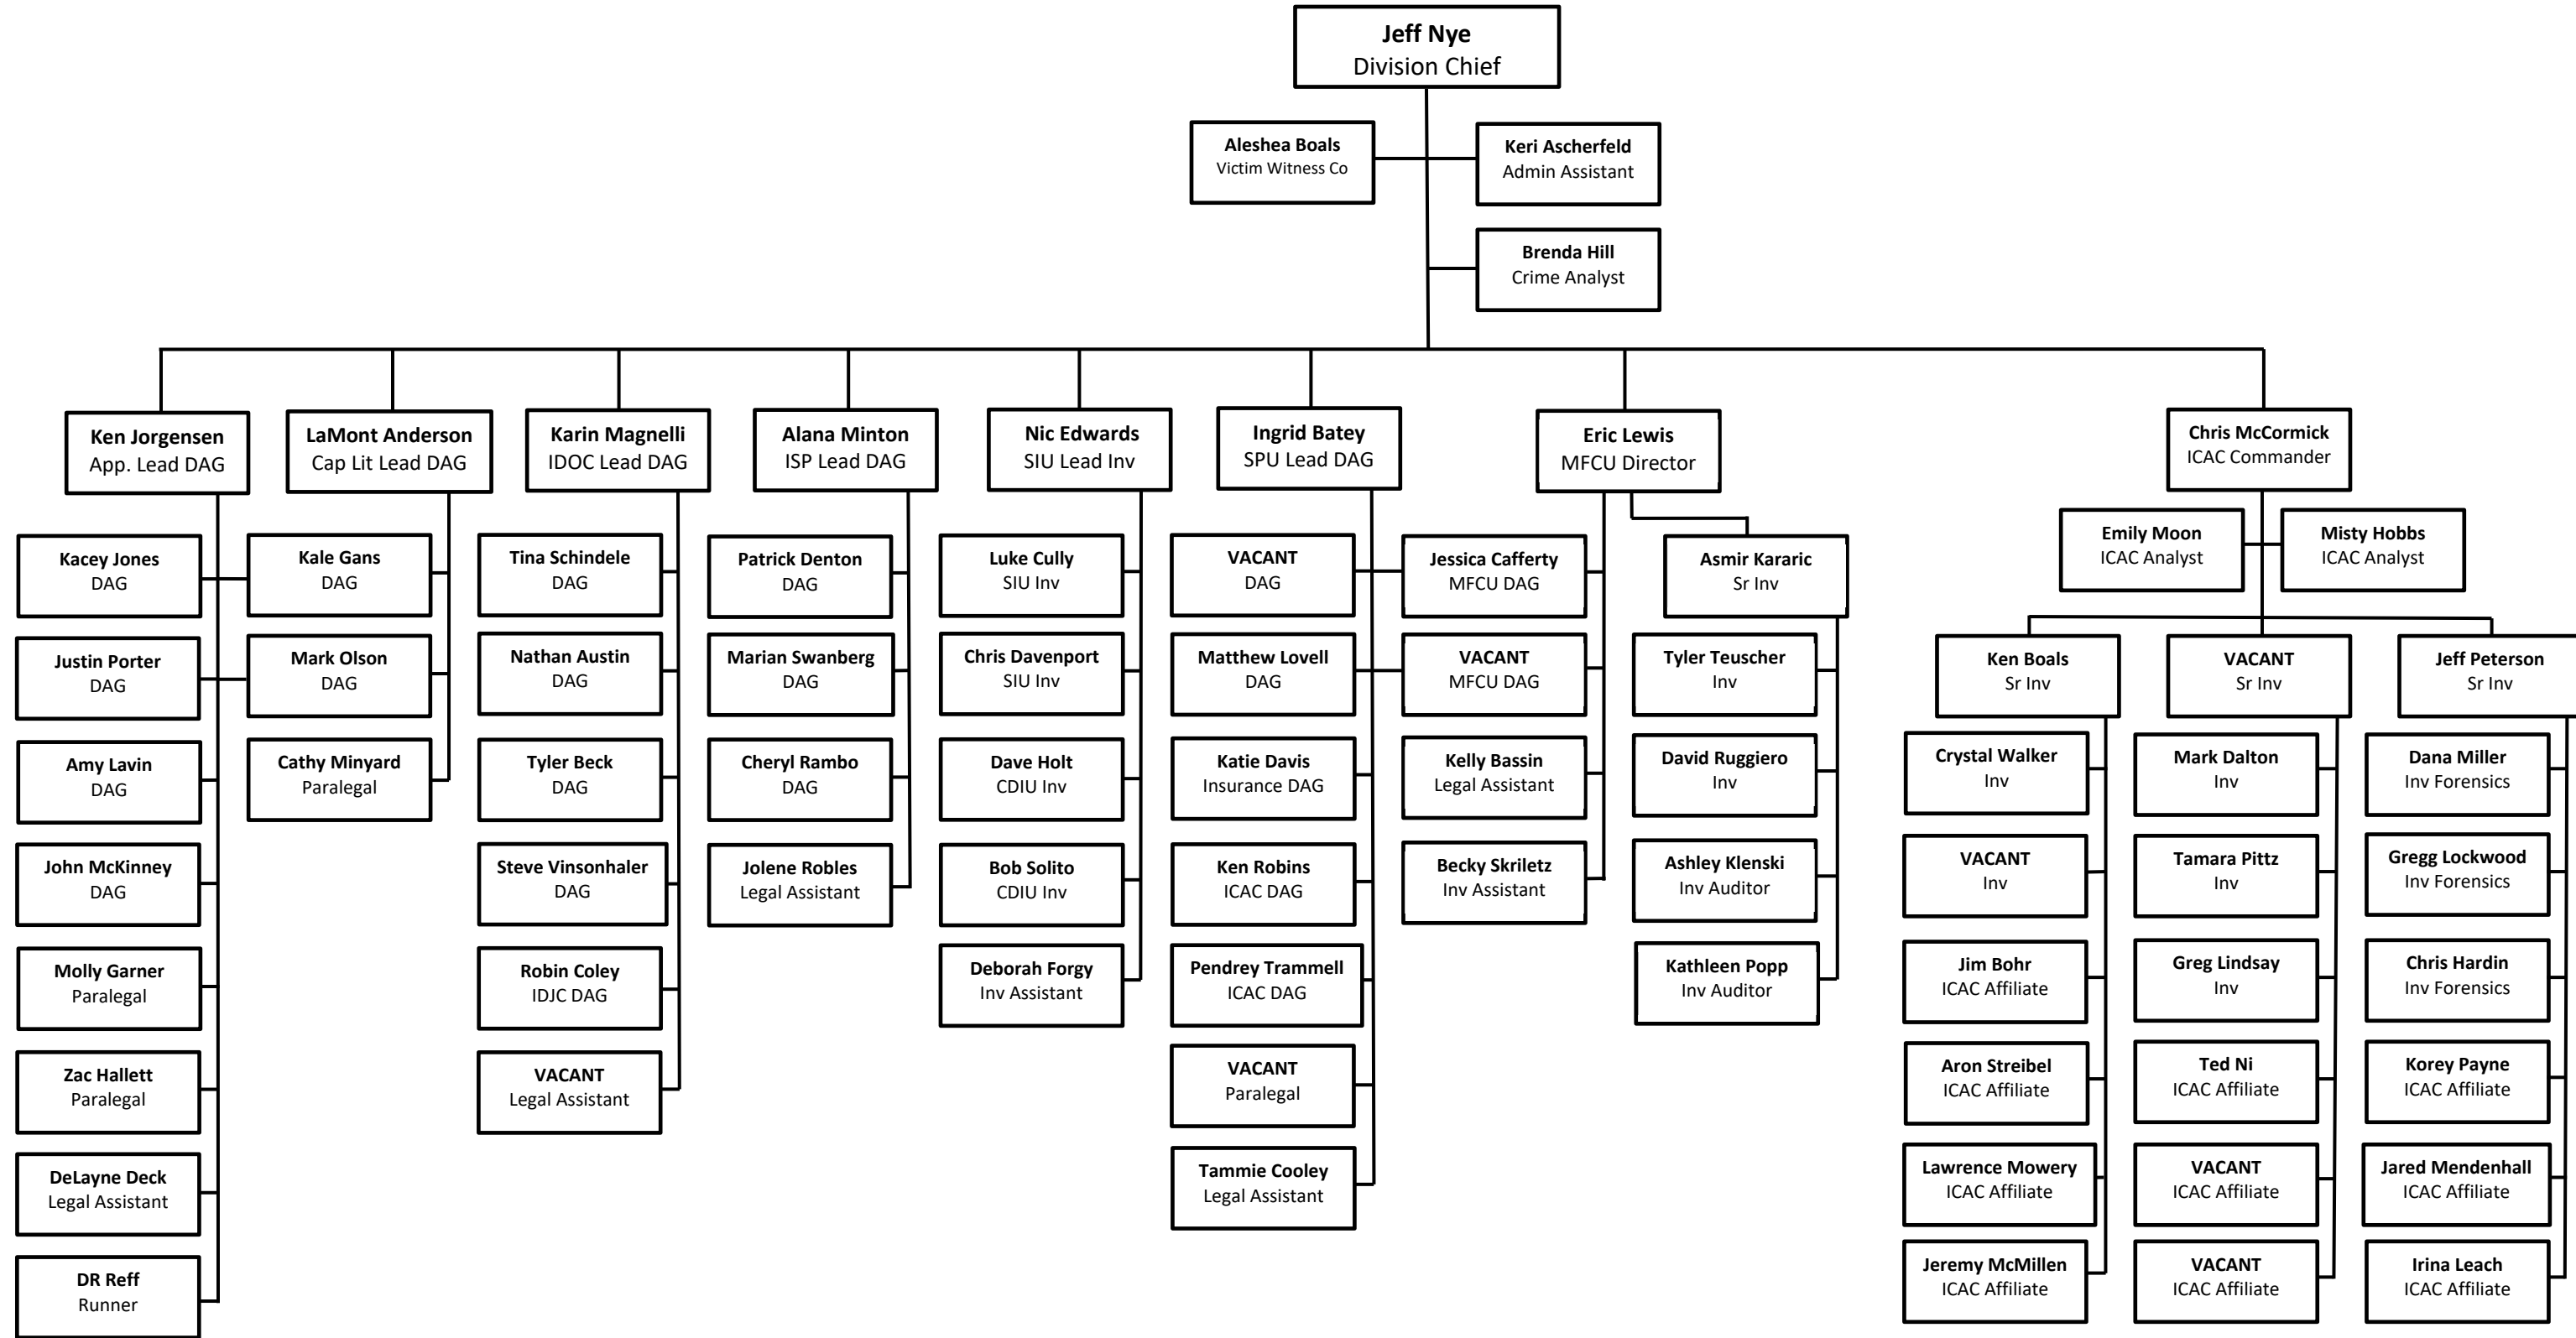 Jeff Nye
Division Chief
Aleshea Boals
Victim Witness Co
Keri Ascherfeld
Admin Assistant
Brenda Hill
Crime Analyst
Ken Jorgensen
App. Lead DAG
LaMont Anderson
Cap Lit Lead DAG
Karin Magnelli
IDOC Lead DAG
Alana Minton
ISP Lead DAG
Nic Edwards
SIU Lead Inv
Ingrid Batey
SPU Lead DAG
Eric Lewis
MFCU Director
Chris McCormick
ICAC Commander
Kacey Jones
DAG
Justin Porter
DAG
Amy Lavin
DAG
John McKinney
DAG
Molly Garner
Paralegal
Zac Hallett
Paralegal
DeLayne Deck
Legal Assistant
DR Reff
Runner
Kale Gans
DAG
Mark Olson
DAG
Cathy Minyard
Paralegal
Tina Schindele
DAG
Nathan Austin
DAG
Tyler Beck
DAG
Steve Vinsonhaler
DAG
Robin Coley
IDJC DAG
VACANT
Legal Assistant
Patrick Denton
DAG
Marian Swanberg
DAG
Cheryl Rambo
DAG
Jolene Robles
Legal Assistant
Luke Cully
SIU Inv
Chris Davenport
SIU Inv
Dave Holt
CDIU Inv
Bob Solito
CDIU Inv
Deborah Forgy
Inv Assistant
VACANT
DAG
Matthew Lovell
DAG
Katie Davis
Insurance DAG
Ken Robins
ICAC DAG
Pendrey Trammell
ICAC DAG
VACANT
Paralegal
Tammie Cooley
Legal Assistant
Jessica Cafferty
MFCU DAG
VACANT
MFCU DAG
Kelly Bassin
Legal Assistant
Becky Skriletz
Inv Assistant
Asmir Kararic
Sr Inv
Tyler Teuscher
Inv
David Ruggiero
Inv
Ashley Klenski
Inv Auditor
Kathleen Popp
Inv Auditor
Emily Moon
ICAC Analyst
Misty Hobbs
ICAC Analyst
Ken Boals
Sr Inv
Crystal Walker
Inv
VACANT
Inv
Jim Bohr
ICAC Affiliate
Aron Streibel
ICAC Affiliate
Lawrence Mowery
ICAC Affiliate
Jeremy McMillen
ICAC Affiliate
VACANT
Sr Inv
Mark Dalton
Inv
Tamara Pittz
Inv
Greg Lindsay
Inv
Ted Ni
ICAC Affiliate
VACANT
ICAC Affiliate
VACANT
ICAC Affiliate
Jeff Peterson
Sr Inv
Dana Miller
Inv Forensics
Gregg Lockwood
Inv Forensics
Chris Hardin
Inv Forensics
Korey Payne
ICAC Affiliate
Jared Mendenhall
ICAC Affiliate
Irina Leach
ICAC Affiliate